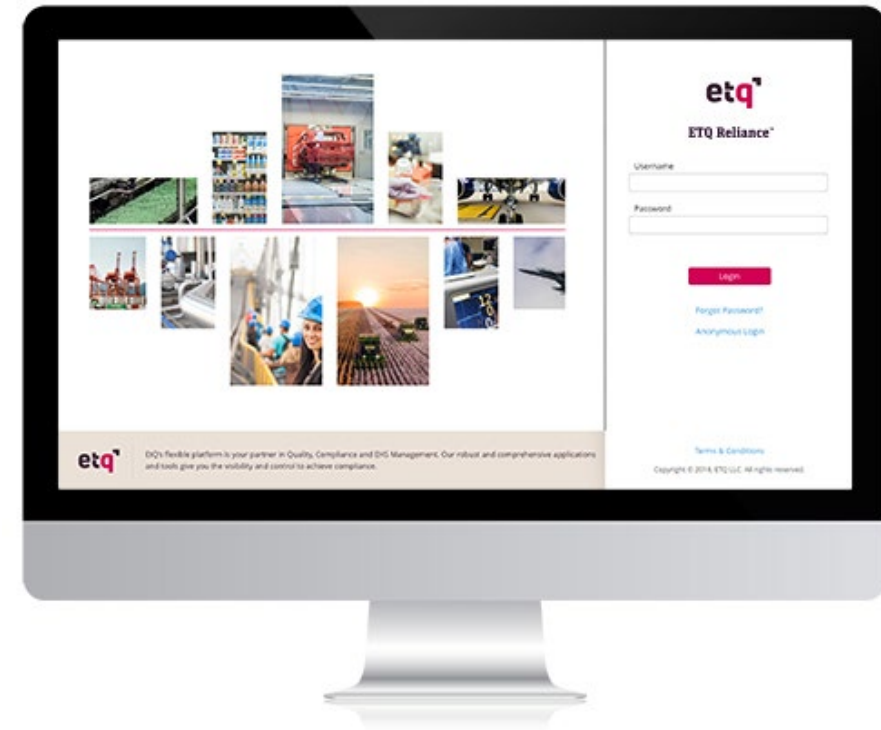 etq
ETQ Reliance
Username
Password
Login
Forgot Password?
Anonymous Login
etq
EtQ's flexible platform is your partner in Quality, Compliance and EHS Management. Our robust and comprehensive applications
and tools give you the visibility and control to achieve compliance.
Terms & Conditions
Copyright © 2018, ETQ LLC. All rights reserved.